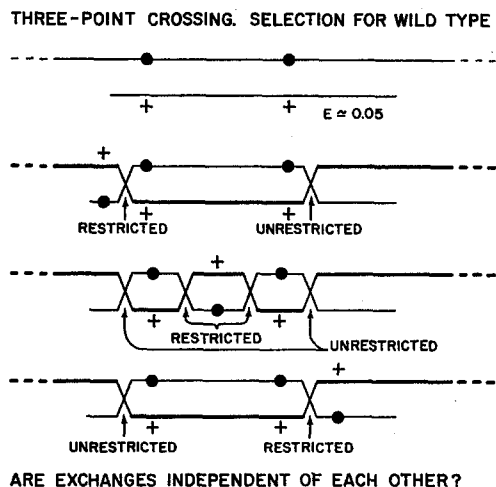 THREE-POINT CROSSING. SELECTION FOR WILD TYPE
+ +
E ≃ 0.05
+
+ +
RESTRICTED UNRESTRICTED
+
+ +
RESTRICTED
UNRESTRICTED
+
+ +
UNRESTRICTED RESTRICTED
ARE EXCHANGES INDEPENDENT OF EACH OTHER?